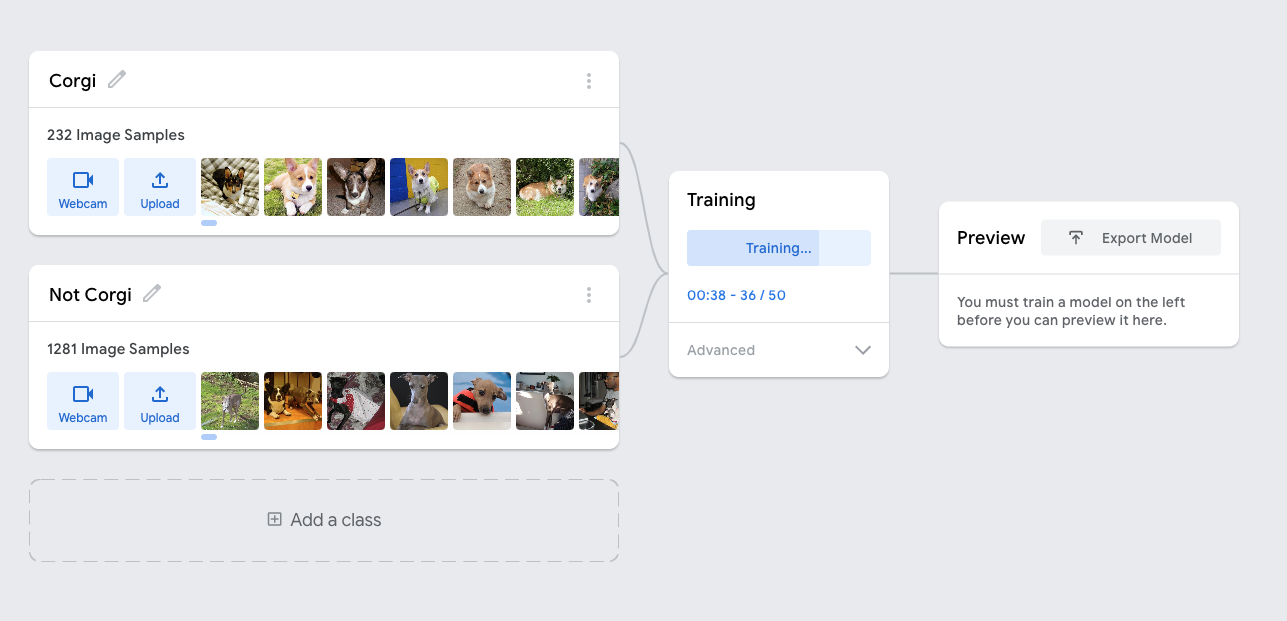 Corgi
232 Image Samples
Webcam
Upload
Not Corgi
1281 Image Samples
Webcam
Upload
Add a class
Training
Training...
00:38 - 36 / 50
Advanced
Preview
Export Model
You must train a model on the left
before you can preview it here.